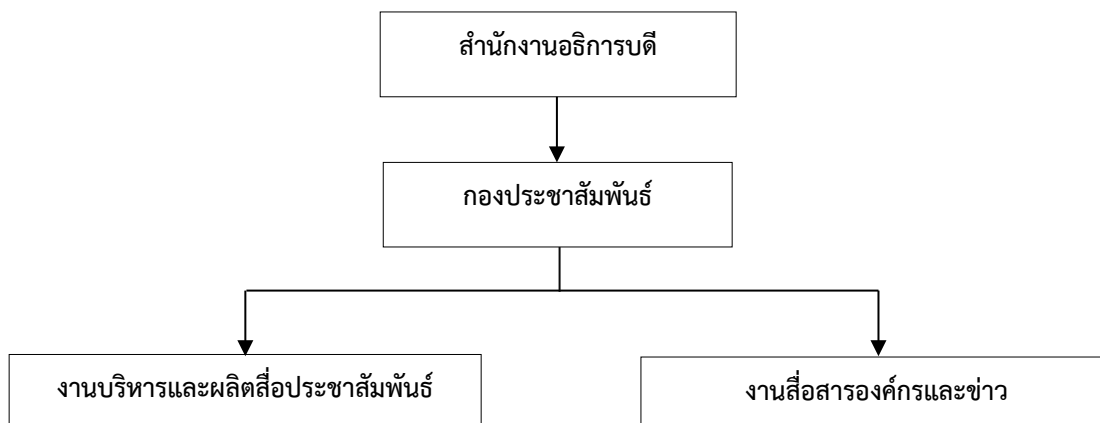 สำนักงานอธิการบดี
กองประชาสัมพันธ์
งานบริหารและผลิตสื่อประชาสัมพันธ์
งานสื่อสารองค์กรและข่าว